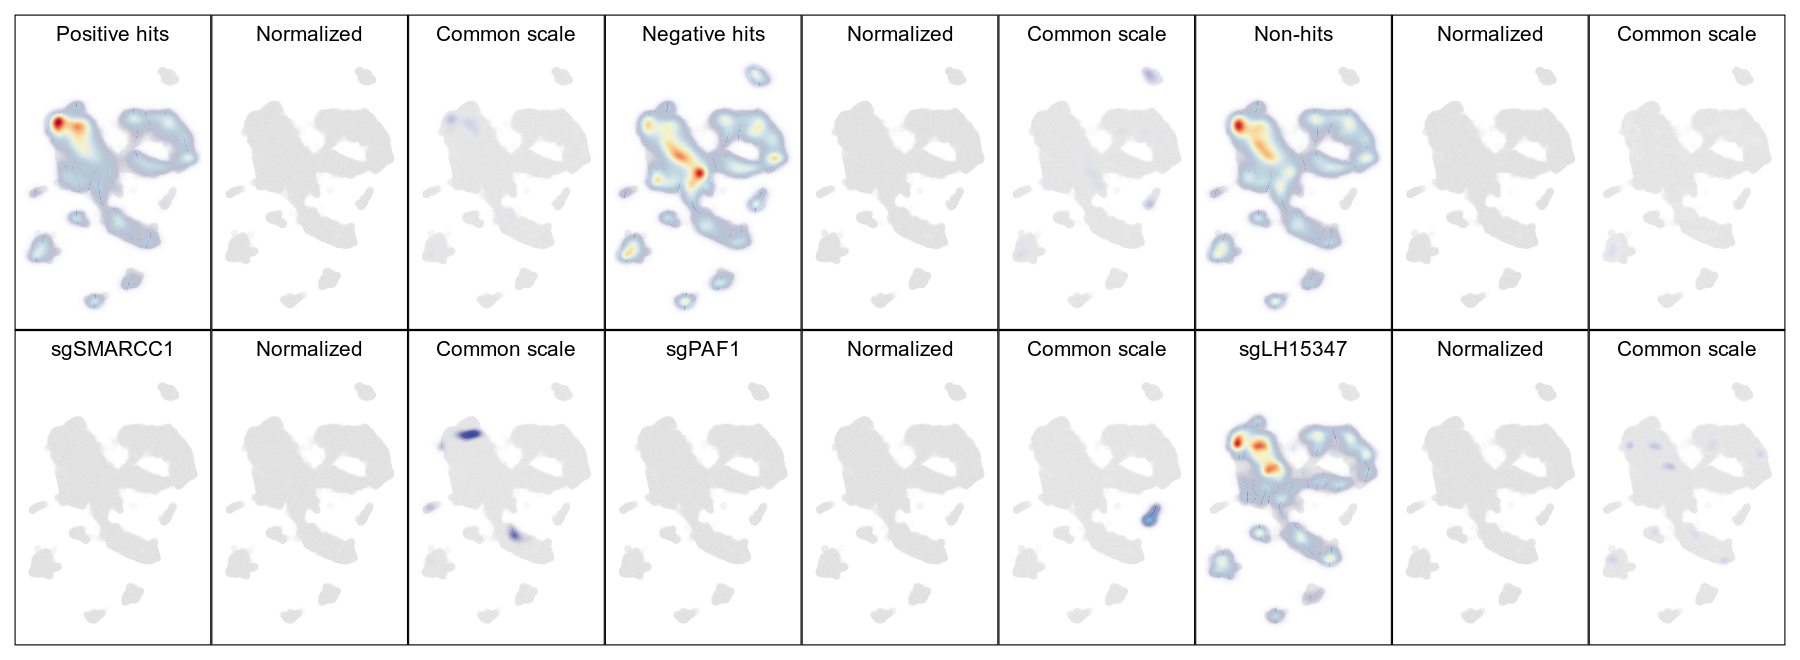 Positive hits
Normalized
Common scale
Negative hits
Normalized
Common scale
Non-hits
Normalized
Common scale
sgSMARCC1
Normalized
Common scale
sgPAF1
Normalized
Common scale
sgLH15347
Normalized
Common scale